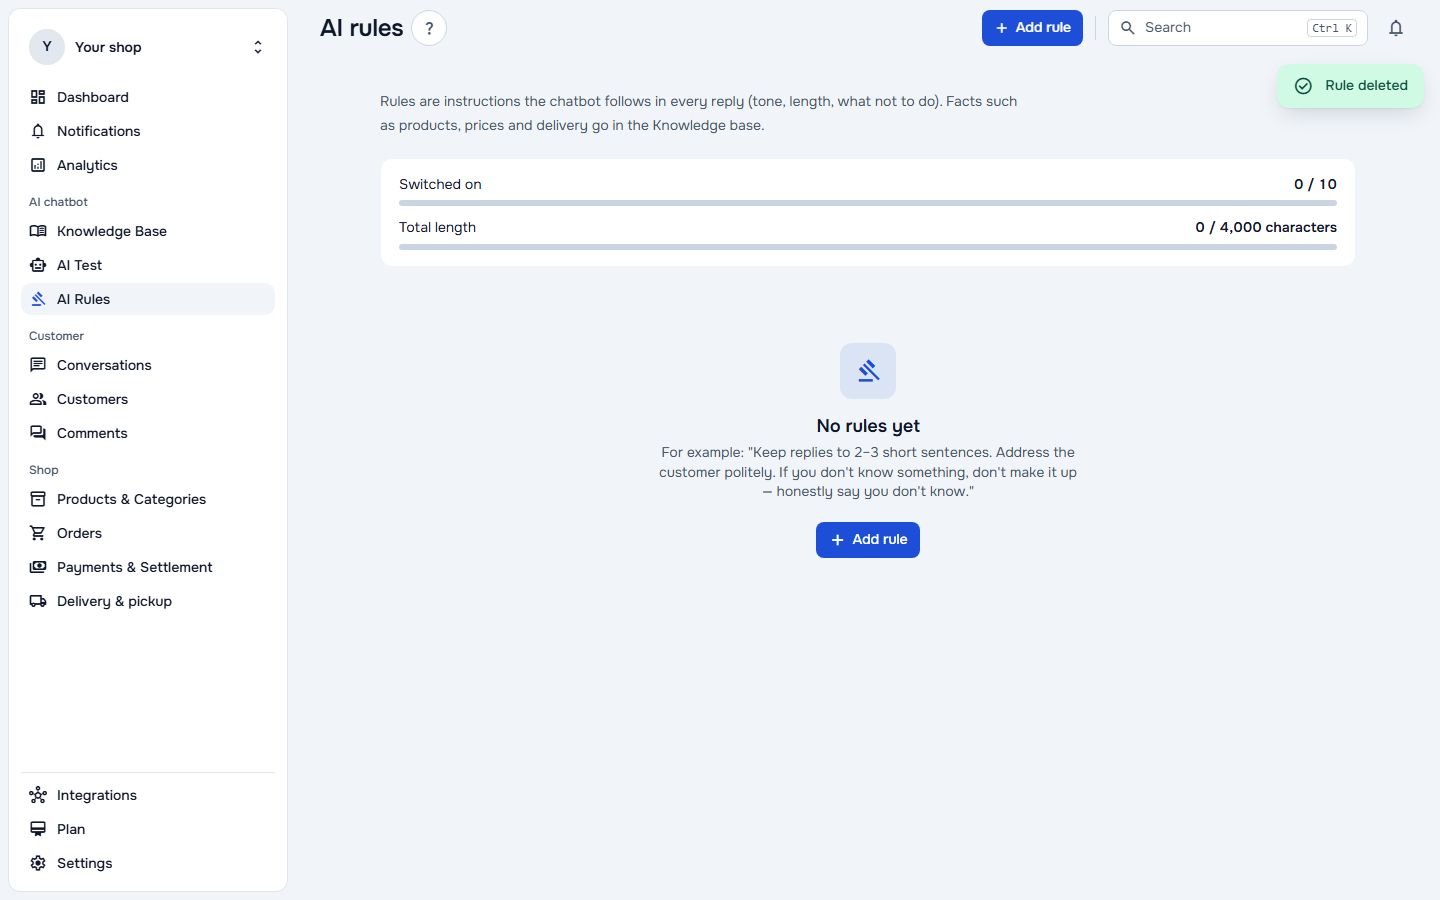 Y
Your shop
Dashboard
Notifications
Analytics
AI chatbot
Knowledge Base
AI Test
AI Rules
Customer
Conversations
Customers
Comments
Shop
Products & Categories
Orders
Payments & Settlement
Delivery & pickup
Integrations
Plan
Settings
AI rules
?
+ Add rule
Search
Ctrl K
Rule deleted
Rules are instructions the chatbot follows in every reply (tone, length, what not to do). Facts such
as products, prices and delivery go in the Knowledge base.
Switched on
0 / 10
Total length
0 / 4,000 characters
No rules yet
For example: "Keep replies to 2–3 short sentences. Address the
customer politely. If you don't know something, don't make it up
— honestly say you don't know."
+ Add rule